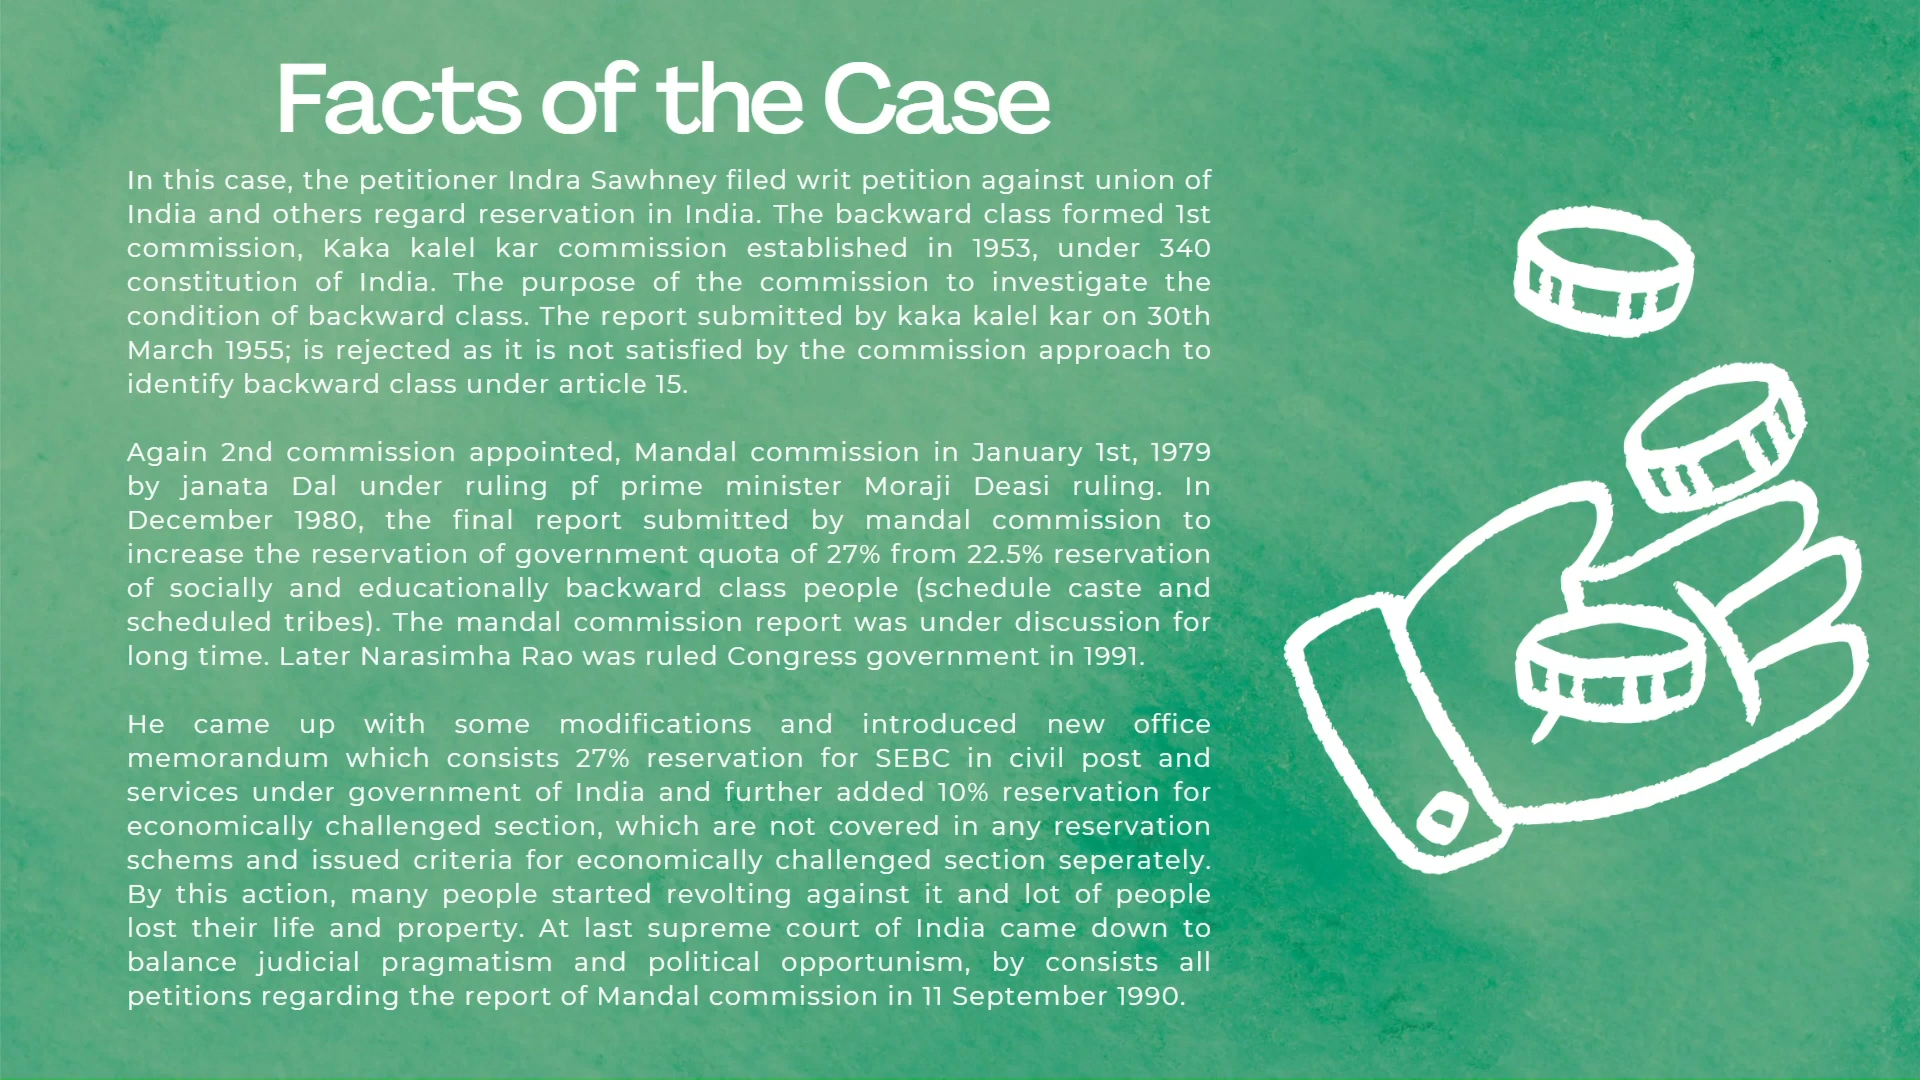 Facts of the Case
In this case, the petitioner Indra Sawhney filed writ petition against union of
India and others regard reservation in India. The backward class formed 1st
commission, Kaka kalel kar commission established in 1953, under 340
constitution of India. The purpose of the commission to investigate the
condition of backward class. The report submitted by kaka kalel kar on 30th
March 1955; is rejected as it is not satisfied by the commission approach to
identify backward class under article 15.
Again 2nd commission appointed, Mandal commission in January 1st, 1979
by janata Dal under ruling pf prime minister Moraji Deasi ruling. In
December 1980, the final report submitted by mandal commission to
increase the reservation of government quota of 27% from 22.5% reservation
of socially and educationally backward class people (schedule caste and
scheduled tribes). The mandal commission report was under discussion for
long time. Later Narasimha Rao was ruled Congress government in 1991.
He came up with some modifications and introduced new office
memorandum which consists 27% reservation for SEBC in civil post and
services under government of India and further added 10% reservation for
economically challenged section, which are not covered in any reservation
schems and issued criteria for economically challenged section seperately.
By this action, many people started revolting against it and lot of people
lost their life and property. At last supreme court of India came down to
balance judicial pragmatism and political opportunism, by consists all
petitions regarding the report of Mandal commission in 11 September 1990.